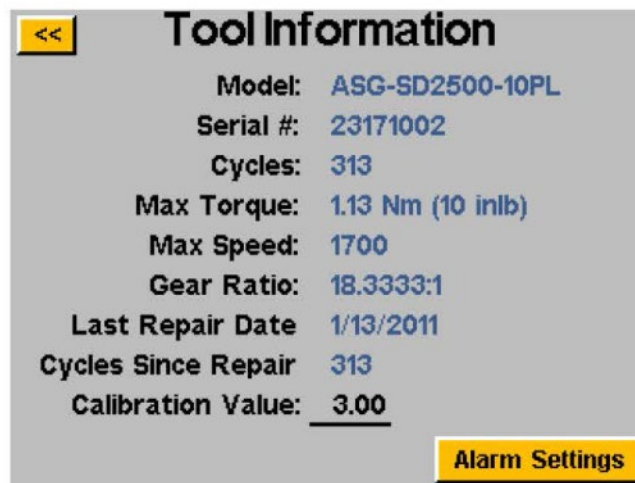 << Tool Information
Model: ASG-SD2500-10PL
Serial #: 23171002
Cycles: 313
Max Torque: 1.13 Nm (10 inlb)
Max Speed: 1700
Gear Ratio: 18.3333:1
Last Repair Date 1/13/2011
Cycles Since Repair 313
Calibration Value: 3.00
Alarm Settings